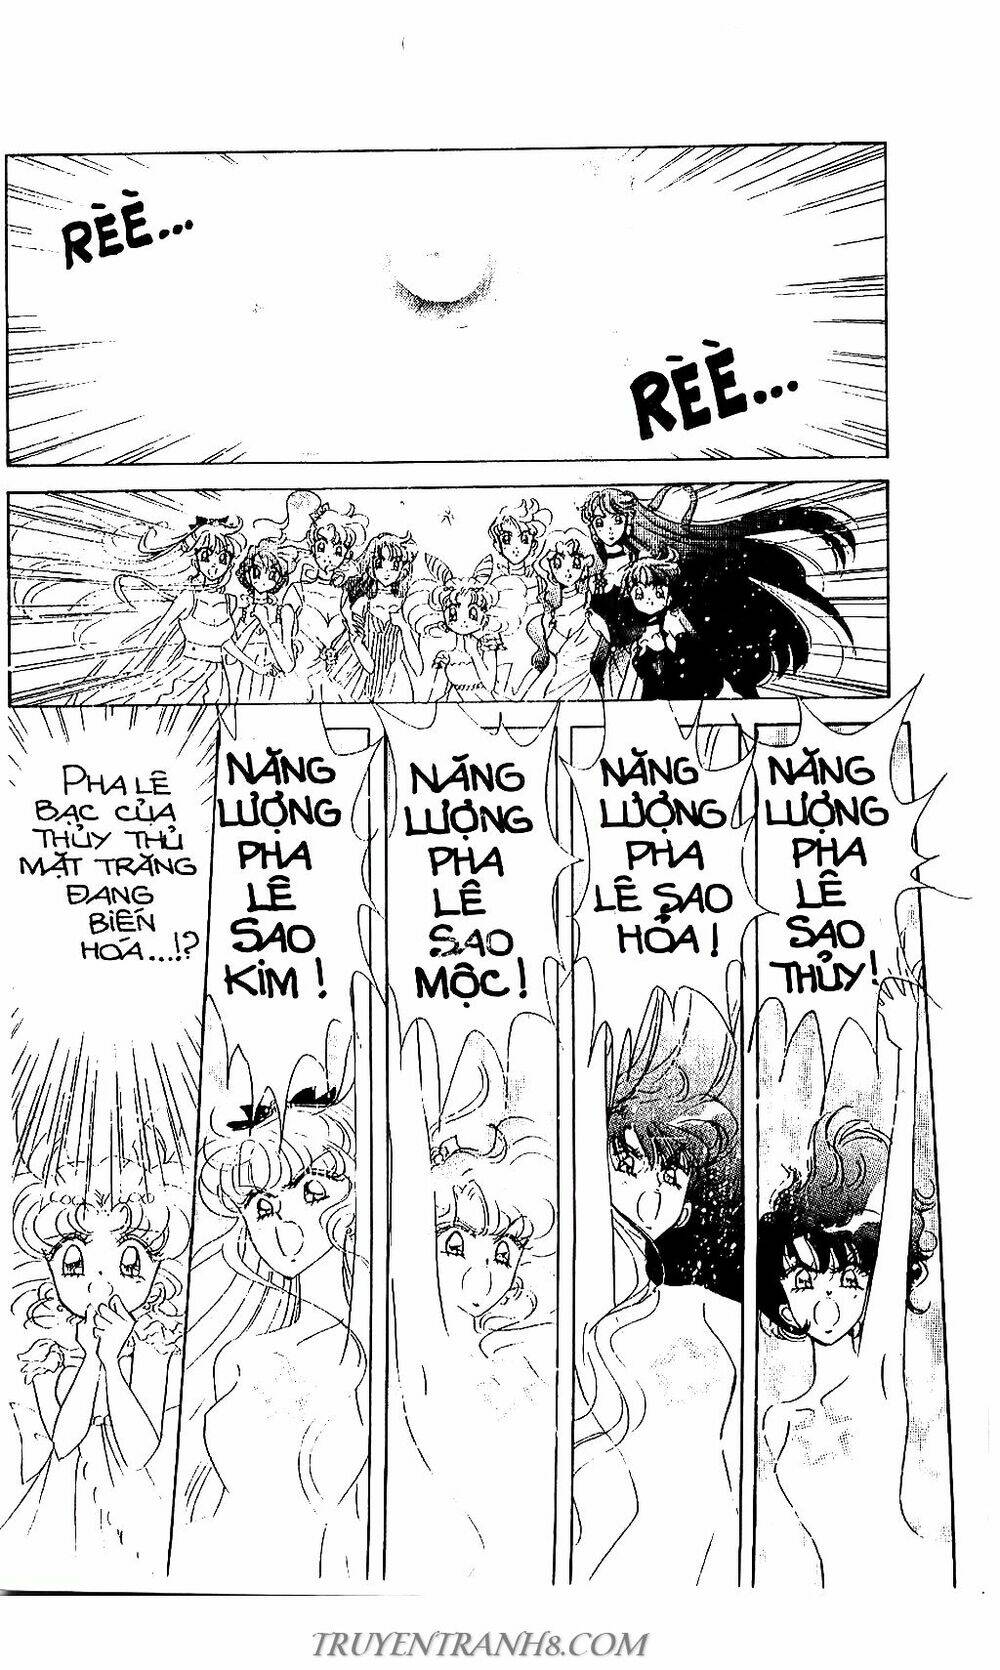 RÈÈ...
RÈÈ...
PHA LÊ
BẠC CỦA
THỦY THỦ
MẶT TRĂNG
ĐANG
BIẾN
HÓA...!?
NĂNG
LƯỢNG
PHA
LÊ
SAO
KIM!
NĂNG
LƯỢNG
PHA
LÊ
SAO
MỘC!
NĂNG
LƯỢNG
PHA
LÊ SAO
HỎA!
NĂNG
LƯỢNG
PHA
LÊ
SAO
THỦY!
TRUYENTRANH8.COM